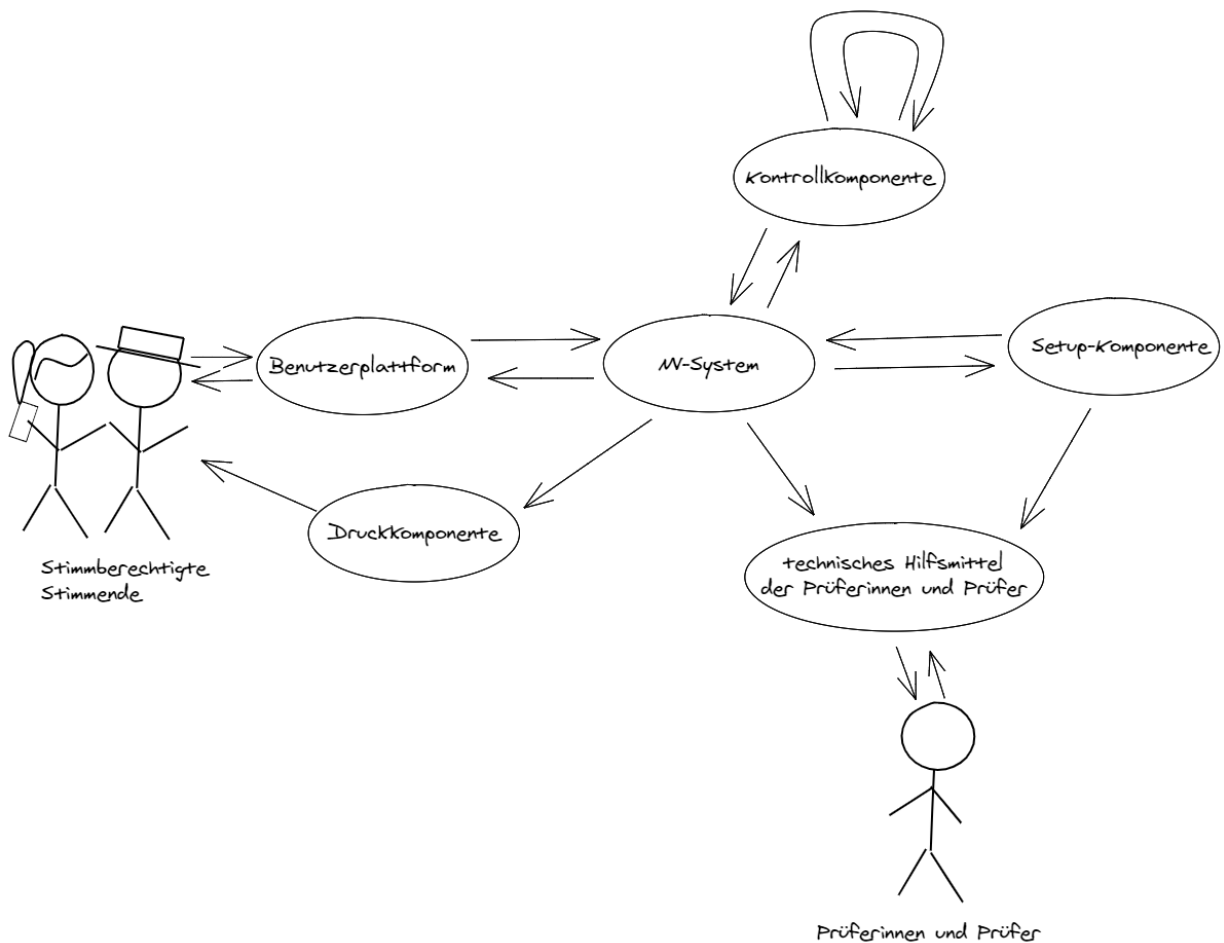 Kontrollkomponente
Setup-Komponente
Benutzerplattform
NV-System
Druckkomponente
technisches Hilfsmittel
der Prüferinnen und Prüfer
Stimmberechtigte
Stimmende
Prüferinnen und Prüfer